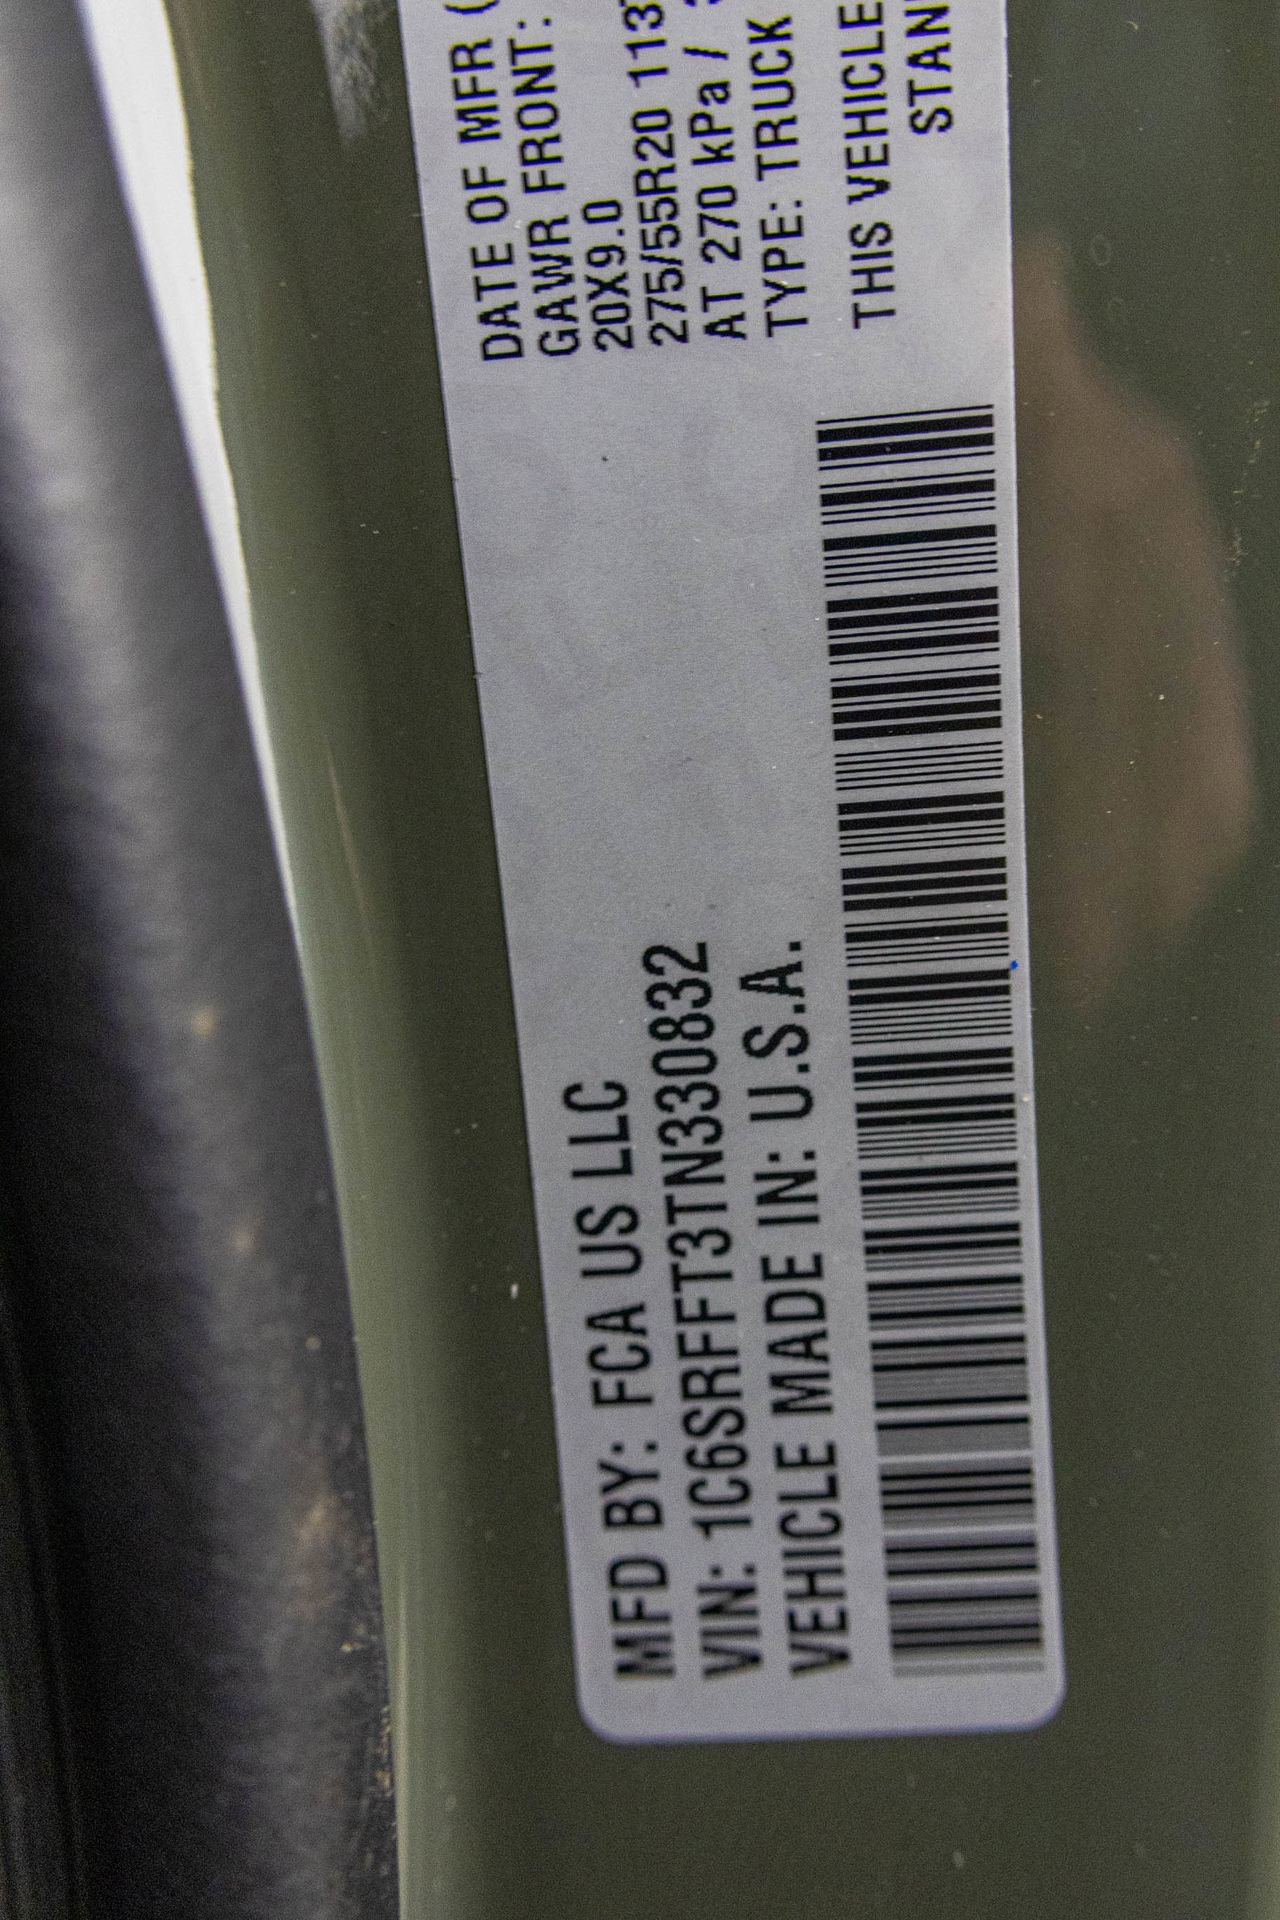 MFD BY: FCA US LLC
VIN: 1C6SRFFT3TN330832
VEHICLE MADE IN: U.S.A.
DATE OF MFR (
GAWR FRONT:
20X9.0
275/55R20 113T
AT 270 kPa /
TYPE: TRUCK
THIS VEHICLE
STAN